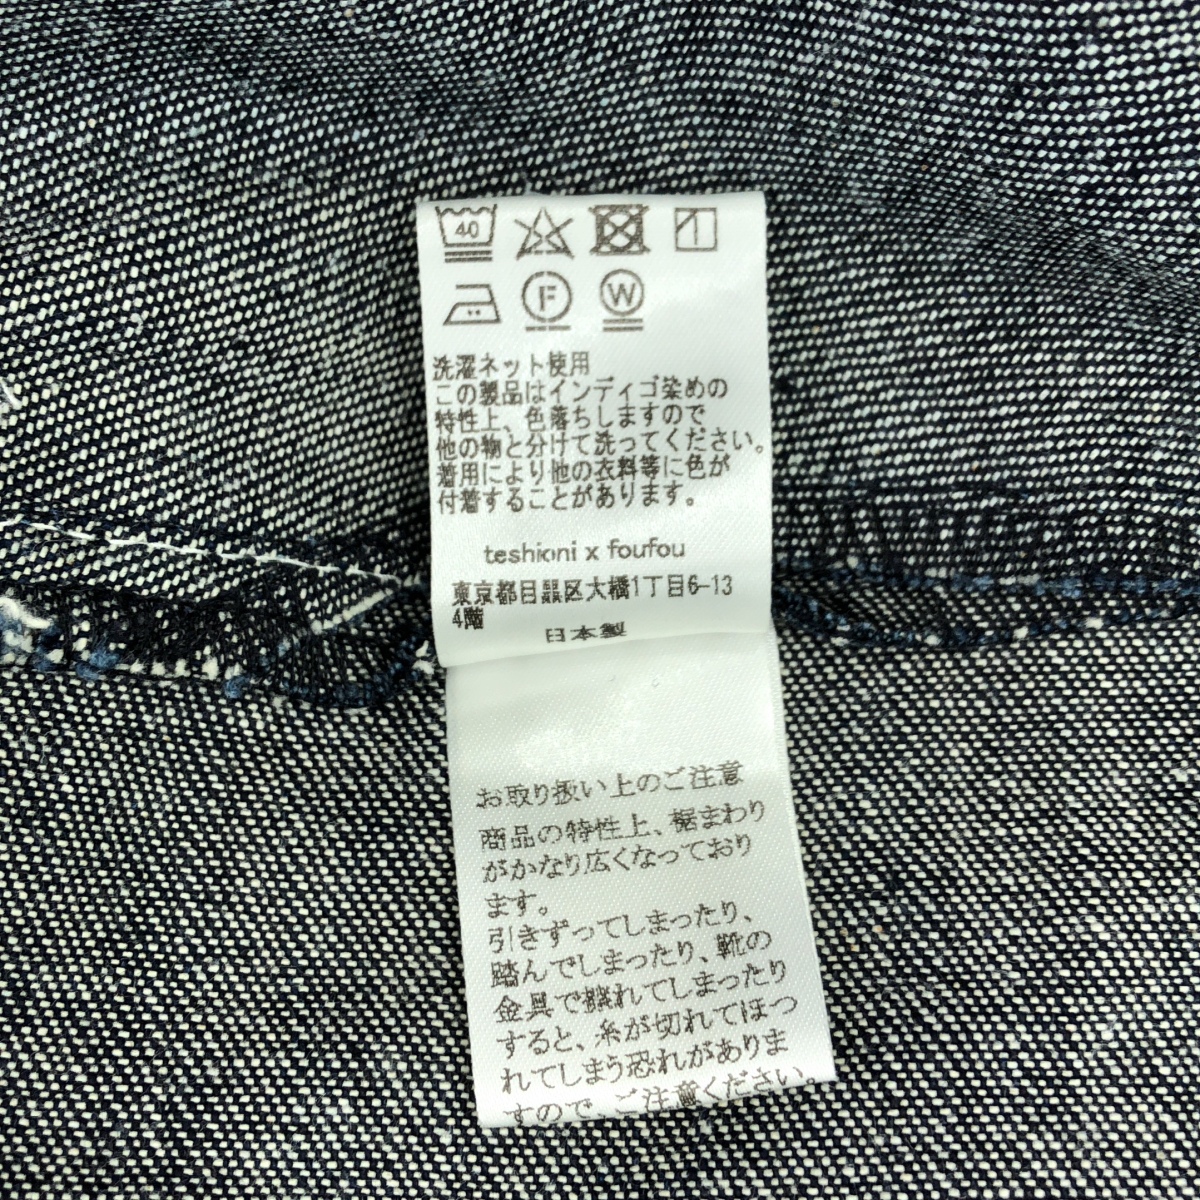 40
F W
洗濯ネット使用
この製品はインディゴ染めの
特性上、色落ちしますので
他の物と分けて洗ってください。
着用により他の衣料等に色が
付着することがあります。
teshioni x foufou
東京都目黒区大橋1丁目6-13
4階
日本製
お取り扱い上のご注意
商品の特性上、裾まわり
がかなり広くなっており
ます。
引きずってしまったり、
踏んでしまったり、靴の
金具で擦れてしまったり
すると、糸が切れてほつ
れてしまう恐れがありま
すので、ご注意ください。